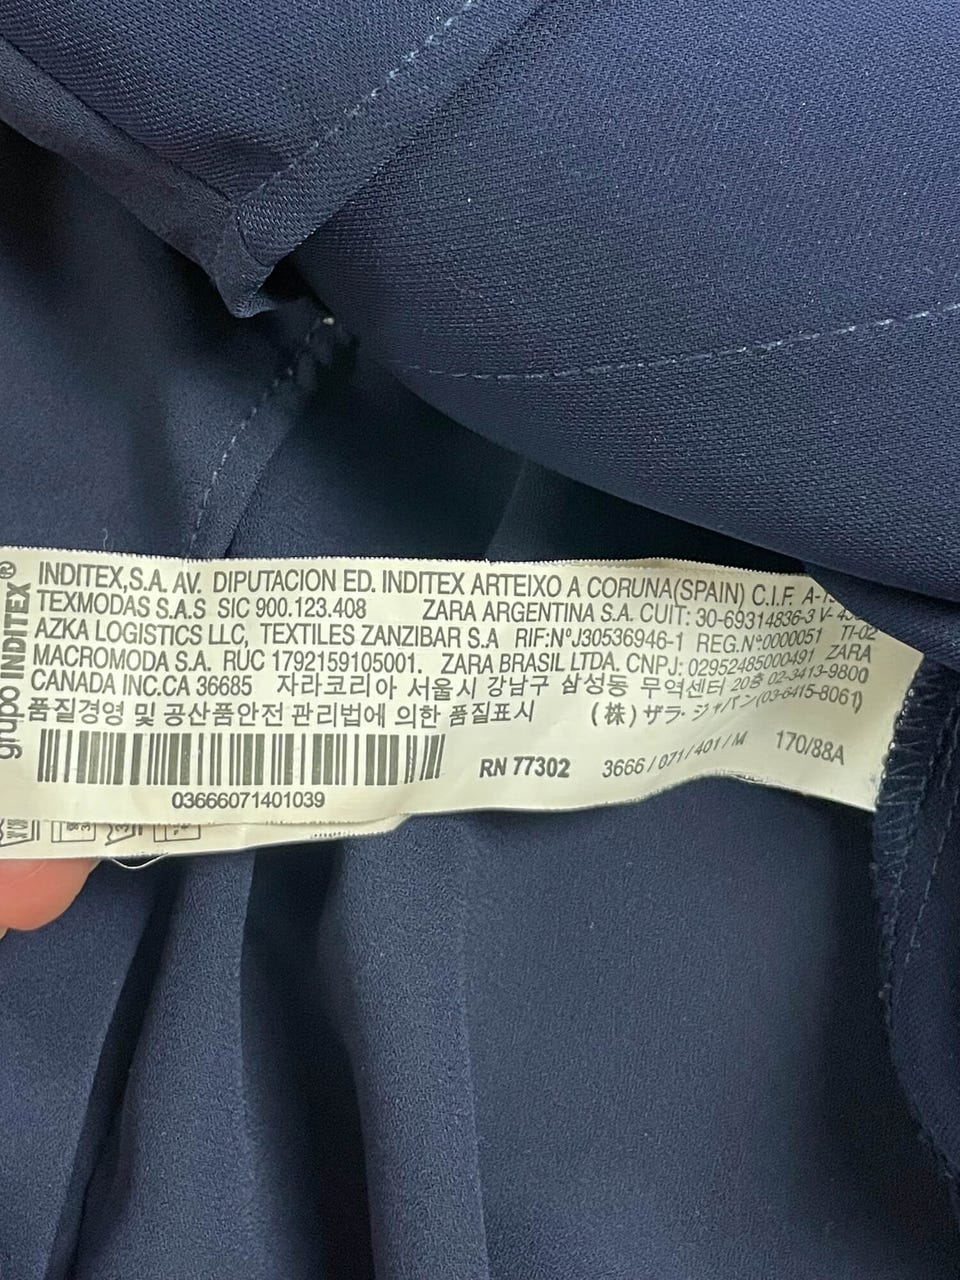 grupo INDITEX®
INDITEX,S.A. AV. DIPUTACION ED. INDITEX ARTEIXO A CORUNA(SPAIN) C.I.F.
TEXMODAS S.A.S SIC 900.123.408 ZARA ARGENTINA S.A. CUIT: 30-69314836-3
AZKA LOGISTICS LLC, TEXTILES ZANZIBAR S.A RIF:NºJ30536946-1 REG.Nº:0000051 TI-02
MACROMODA S.A. RUC 1792159105001. ZARA BRASIL LTDA. CNPJ: 02952485000491 ZARA
CANADA INC.CA 36685 자라코리아 서울시 강남구 삼성동 무역센터 20층 02-3413-9800
품질경영 및 공산품안전 관리법에 의한 품질표시 (株) ザラ・ジャパン(03-6415-8061)
RN 77302 3666 / 071 / 401 / M 170/88A
03666071401039